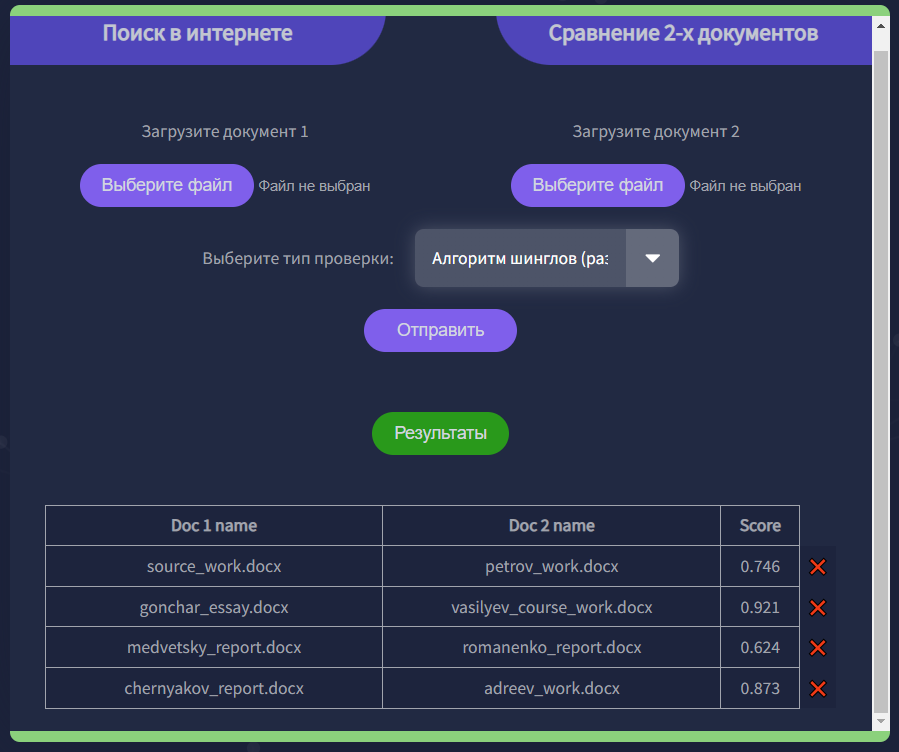 Поиск в интернете
Сравнение 2-х документов
Загрузите документ 1
Загрузите документ 2
Выберите файл Файл не выбран
Выберите файл Файл не выбран
Выберите тип проверки: Алгоритм шинглов (раз
Отправить
Результаты
Doc 1 name Doc 2 name Score
source_work.docx petrov_work.docx 0.746
gonchar_essay.docx vasilyev_course_work.docx 0.921
medvetsky_report.docx romanenko_report.docx 0.624
chernyakov_report.docx adreev_work.docx 0.873